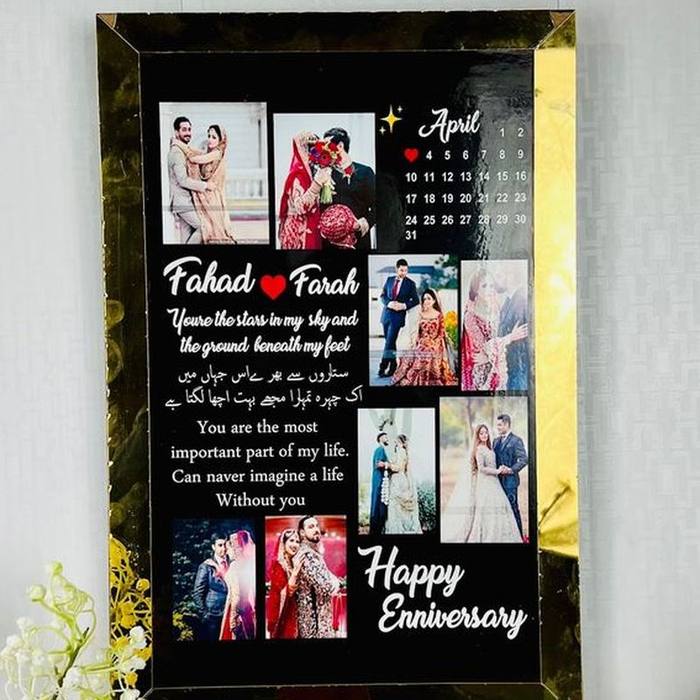 April
1 2
4 5 6 7 8 9
10 11 12 13 14 15 16
17 18 19 20 21 22 23
24 25 26 27 28 29 30
31
Fahad Farah
Youre the stars in my sky and
the ground beneath my feet
ستاروں سے بھرے اس جہاں میں
اک چہرہ تمہارا مجھے بہت اچھا لگتا ہے
You are the most
important part of my life.
Can naver imagine a life
Without you
Happy
Enniversary